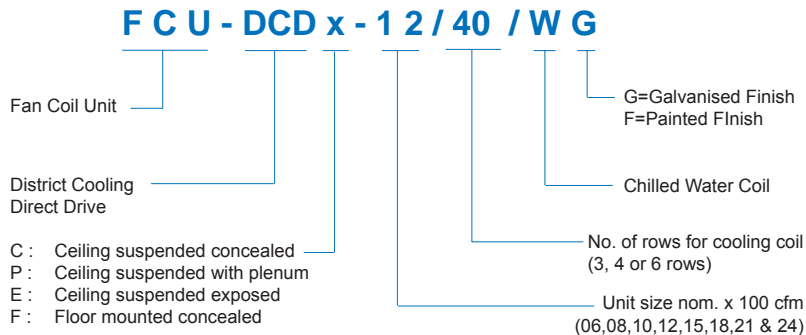 F C U - DCD x - 1 2 / 40 / W G
Fan Coil Unit
G=Galvanised Finish
F=Painted FInish
District Cooling
Direct Drive
Chilled Water Coil
C : Ceiling suspended concealed
P : Ceiling suspended with plenum
E : Ceiling suspended exposed
F : Floor mounted concealed
No. of rows for cooling coil
(3, 4 or 6 rows)
Unit size nom. x 100 cfm
(06,08,10,12,15,18,21 & 24)